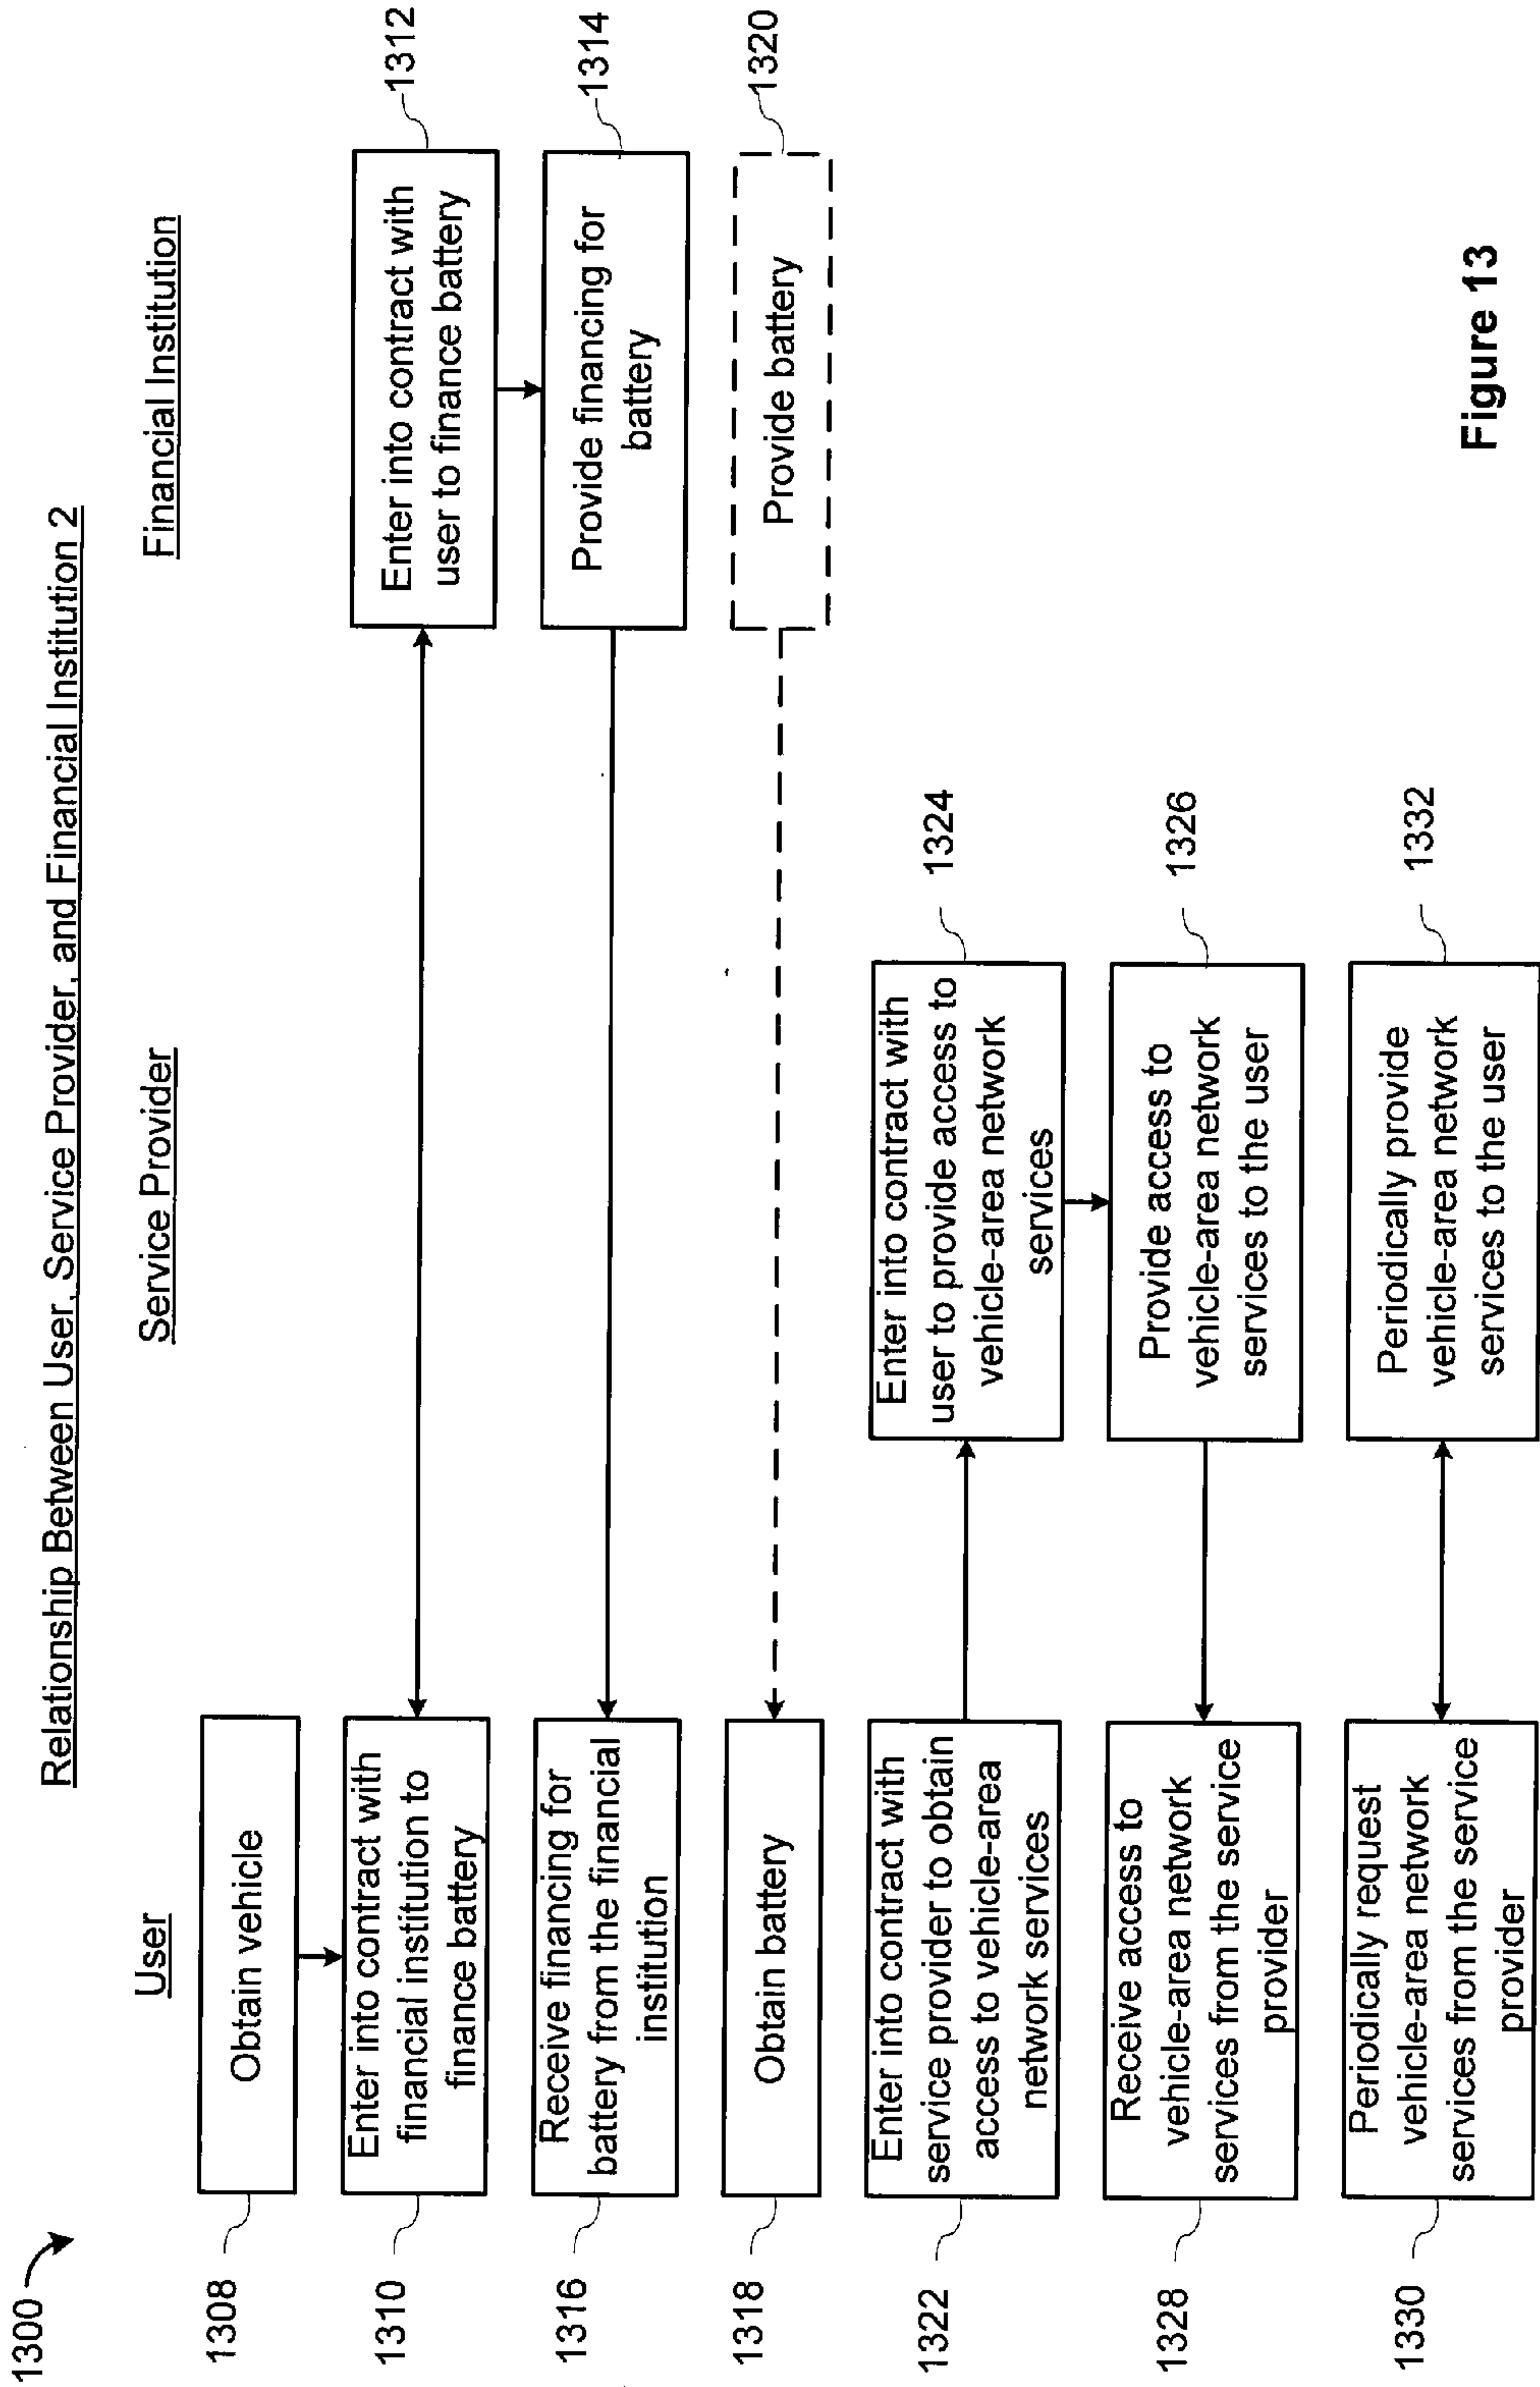 1300
Relationship Between User, Service Provider, and Financial Institution 2
User
Service Provider
Financial Institution
1308
Obtain vehicle
1310
Enter into contract with
financial institution to
finance battery
Enter into contract with
user to finance battery
1312
Provide financing for
battery
1314
1316
Receive financing for
battery from the financial
institution
1318
Obtain battery
Provide battery
1320
1322
Enter into contract with
service provider to obtain
access to vehicle-area
network services
Enter into contract with
user to provide access to
vehicle-area network
services
1324
Provide access to
vehicle-area network
services to the user
1326
1328
Receive access to
vehicle-area network
services from the service
provider
1330
Periodically request
vehicle-area network
services from the service
provider
Periodically provide
vehicle-area network
services to the user
1332
Figure 13